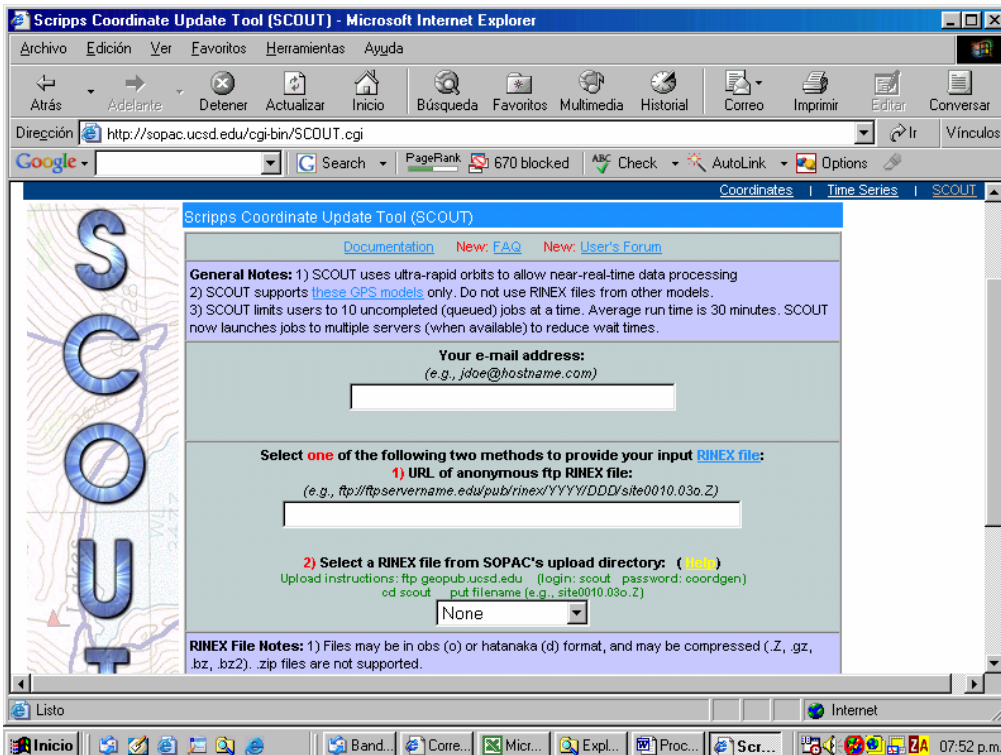 Scripps Coordinate Update Tool (SCOUT) - Microsoft Internet Explorer
Archivo Edición Ver Favoritos Herramientas Ayuda
Atrás Adelante Detener Actualizar Inicio Búsqueda Favoritos Multimedia Historial Correo Imprimir Editar Conversar
Dirección http://sopac.ucsd.edu/cgi-bin/SCOUT.cgi Ir Vínculos
Google Search PageRank 670 blocked ABC Check AutoLink Options
Coordinates | Time Series | SCOUT
SCOUT
Scripps Coordinate Update Tool (SCOUT)
Documentation New: FAQ New: User's Forum
General Notes: 1) SCOUT uses ultra-rapid orbits to allow near-real-time data processing
2) SCOUT supports these GPS models only. Do not use RINEX files from other models.
3) SCOUT limits users to 10 uncompleted (queued) jobs at a time. Average run time is 30 minutes. SCOUT
now launches jobs to multiple servers (when available) to reduce wait times.
Your e-mail address:
(e.g., jdoe@hostname.com)
Select one of the following two methods to provide your input RINEX file:
1) URL of anonymous ftp RINEX file:
(e.g., ftp://ftpservername.edu/pub/rinex/YYYY/DDD/site0010.03o.Z)
2) Select a RINEX file from SOPAC's upload directory: (Help)
Upload instructions: ftp geopub.ucsd.edu (login: scout password: coordgen)
cd scout put filename (e.g., site0010.03o.Z)
None
RINEX File Notes: 1) Files may be in obs (o) or hatanaka (d) format, and may be compressed (.Z, .gz,
.bz, .bz2). .zip files are not supported.
Listo Internet
Inicio Band... Corre... Micr... Expl... Proc... Scr... 07:52 p.m.